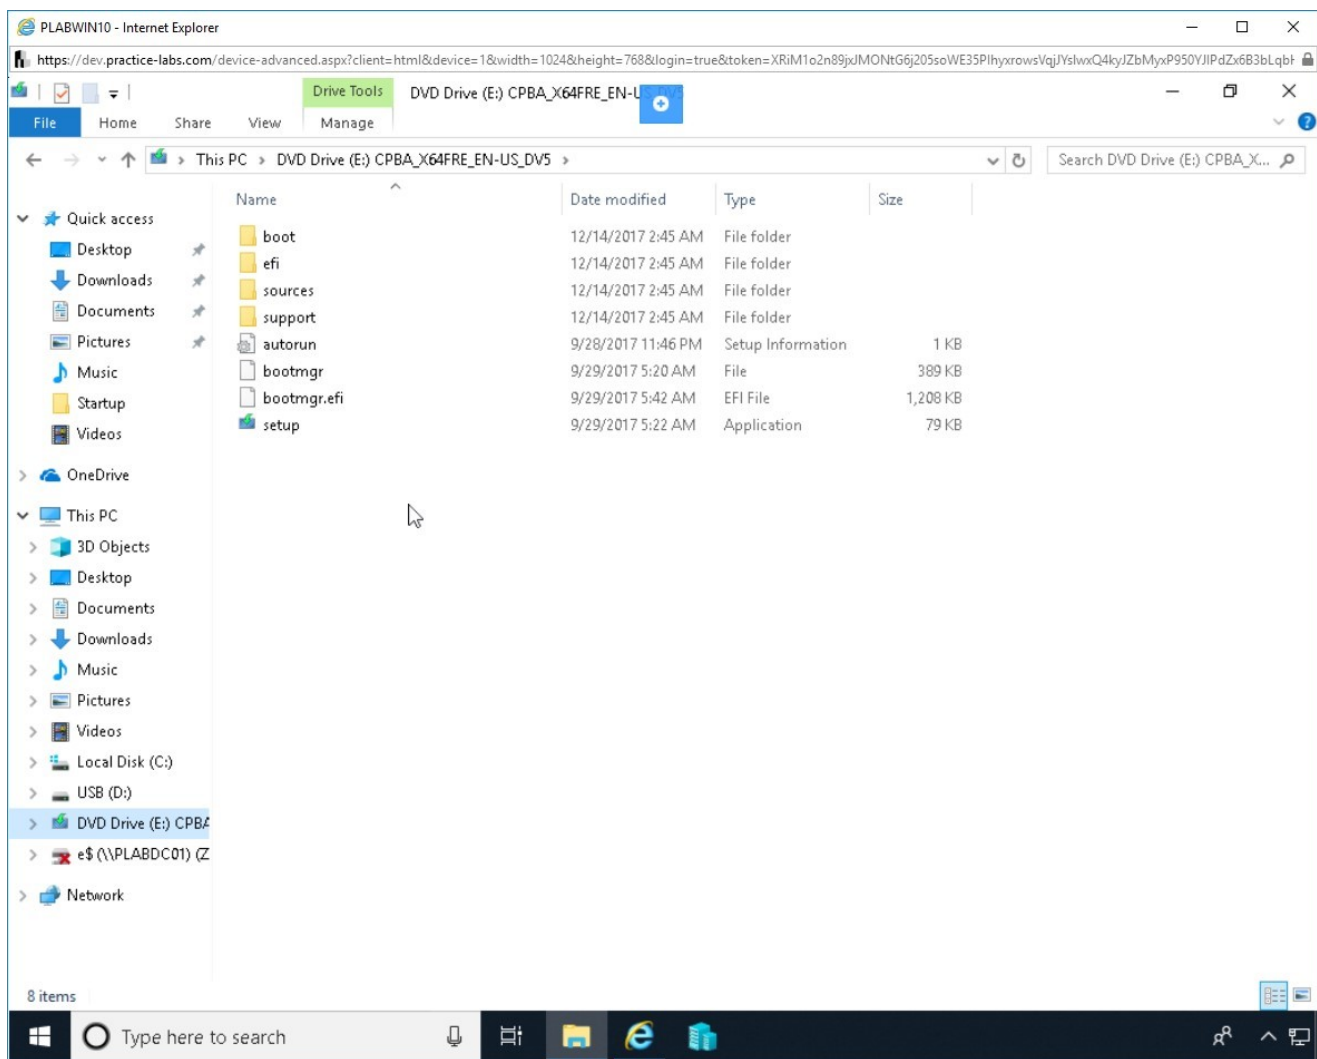 PLABWIN10 - Internet Explorer
https://dev.practice-labs.com/device-advanced.aspx?client=html&device=1&width=1024&height=768&login=true&token=
Drive Tools DVD Drive (E:) CPBA_X64FRE_EN-US_DV5
File Home Share View Manage
This PC > DVD Drive (E:) CPBA_X64FRE_EN-US_DV5 >
Search DVD Drive (E:) CPBA_X...
Name Date modified Type Size
Quick access
Desktop
Downloads
Documents
Pictures
Music
Startup
Videos
OneDrive
This PC
3D Objects
Desktop
Documents
Downloads
Music
Pictures
Videos
Local Disk (C:)
USB (D:)
DVD Drive (E:) CPBA
e$ (\\PLABDC01) (Z
Network
boot 12/14/2017 2:45 AM File folder
efi 12/14/2017 2:45 AM File folder
sources 12/14/2017 2:45 AM File folder
support 12/14/2017 2:45 AM File folder
autorun 9/28/2017 11:46 PM Setup Information 1 KB
bootmgr 9/29/2017 5:20 AM File 389 KB
bootmgr.efi 9/29/2017 5:42 AM EFI File 1,208 KB
setup 9/29/2017 5:22 AM Application 79 KB
8 items
Type here to search